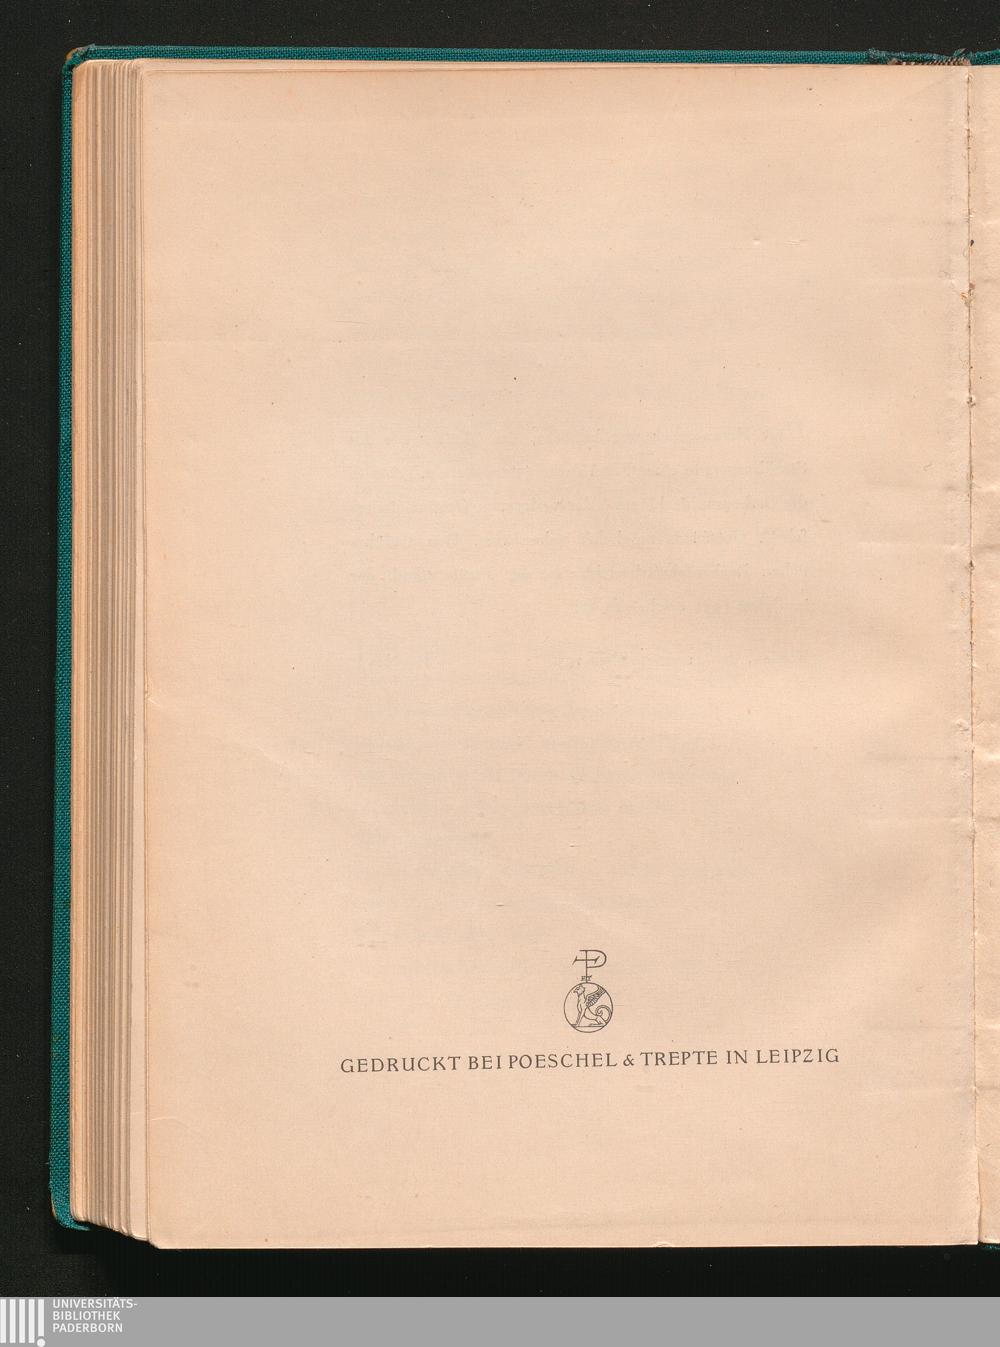 GEDRUCKT BEI POESCHEL & TREPTE IN LEIPZIG
UNIVERSITÄTS-
BIBLIOTHEK
PADERBORN